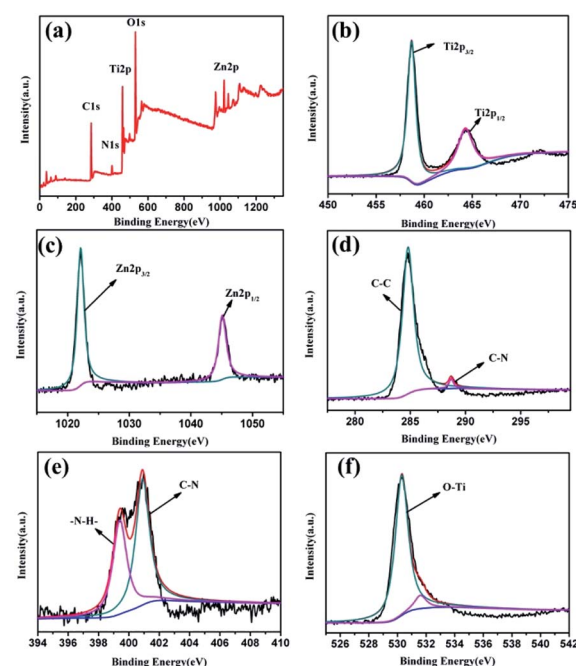 (a)
O1s
Ti2p
Zn2p
C1s
N1s
Intensity(a.u.)
0 200 400 600 800 1000 1200
Binding Energy(eV)
(b)
Ti2p3/2
Ti2p1/2
Intensity(a.u.)
450 455 460 465 470 475
Binding Energy(eV)
(c)
Zn2p3/2
Zn2p1/2
Intensity(a.u.)
1020 1030 1040 1050
Binding Energy(eV)
(d)
C-C
C-N
Intensity(a.u.)
280 285 290 295
Binding Energy(eV)
(e)
C-N
-N-H-
Intensity(a.u.)
394 396 398 400 402 404 406 408 410
Binding Energy(eV)
(f)
O-Ti
Intensity(a.u.)
526 528 530 532 534 536 538 540 542
Binding Energy(eV)